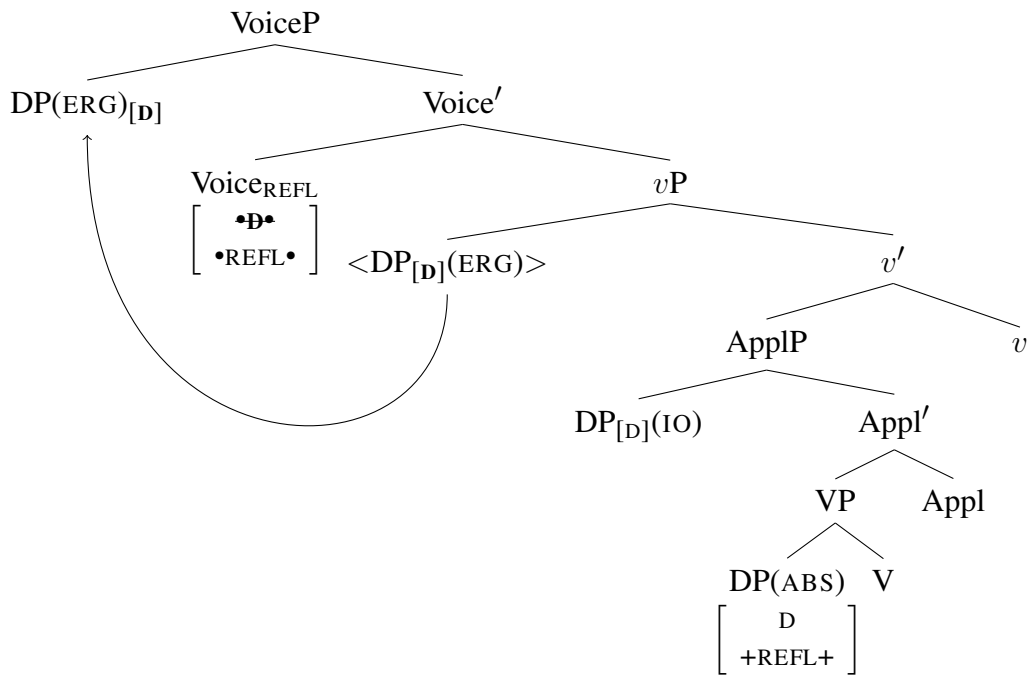 VoiceP
DP(ERG)[D] Voice′
VoiceREFL vP
•D•
•REFL• <DP[D](ERG)> v′
ApplP v
DP[D](IO) Appl′
VP Appl
DP(ABS) V
D
+REFL+